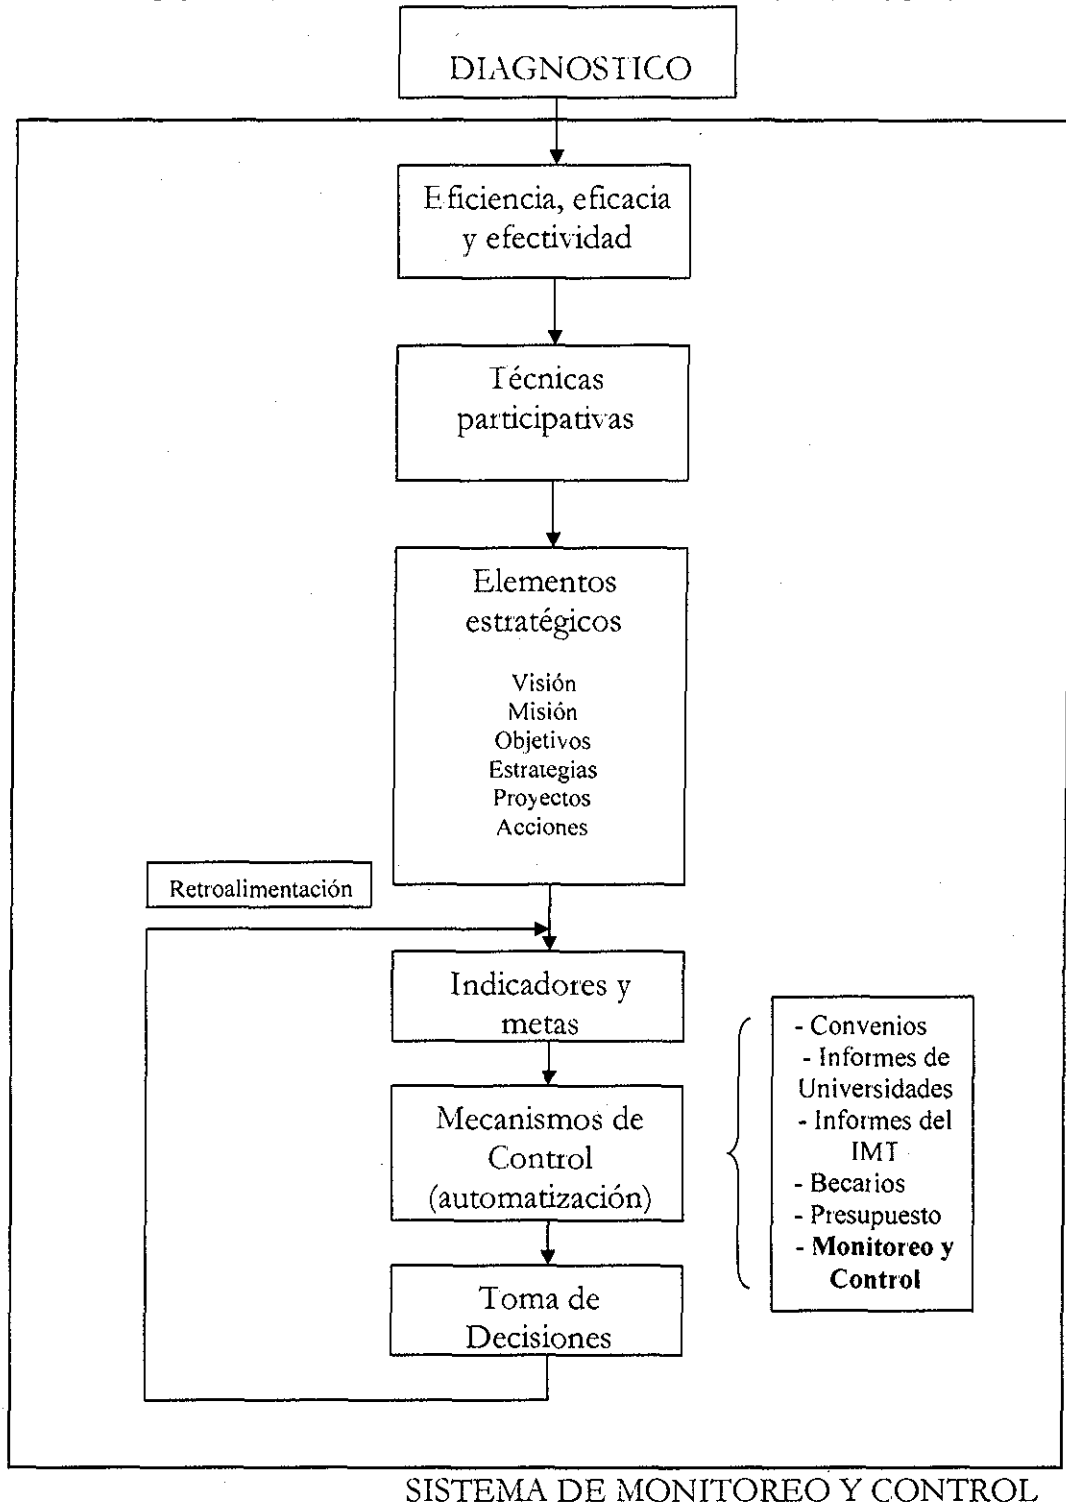 DIAGNOSTICO
Eficiencia, eficacia
y efectividad
Técnicas
participativas
Elementos
estratégicos
Visión
Misión
Objetivos
Estrategias
Proyectos
Acciones
Retroalimentación
Indicadores y
metas
Mecanismos de
Control
(automatización)
Toma de
Decisiones
- Convenios
- Informes de
Universidades
- Informes del
IMT
- Becarios
- Presupuesto
- Monitoreo y
Control
SISTEMA DE MONITOREO Y CONTROL